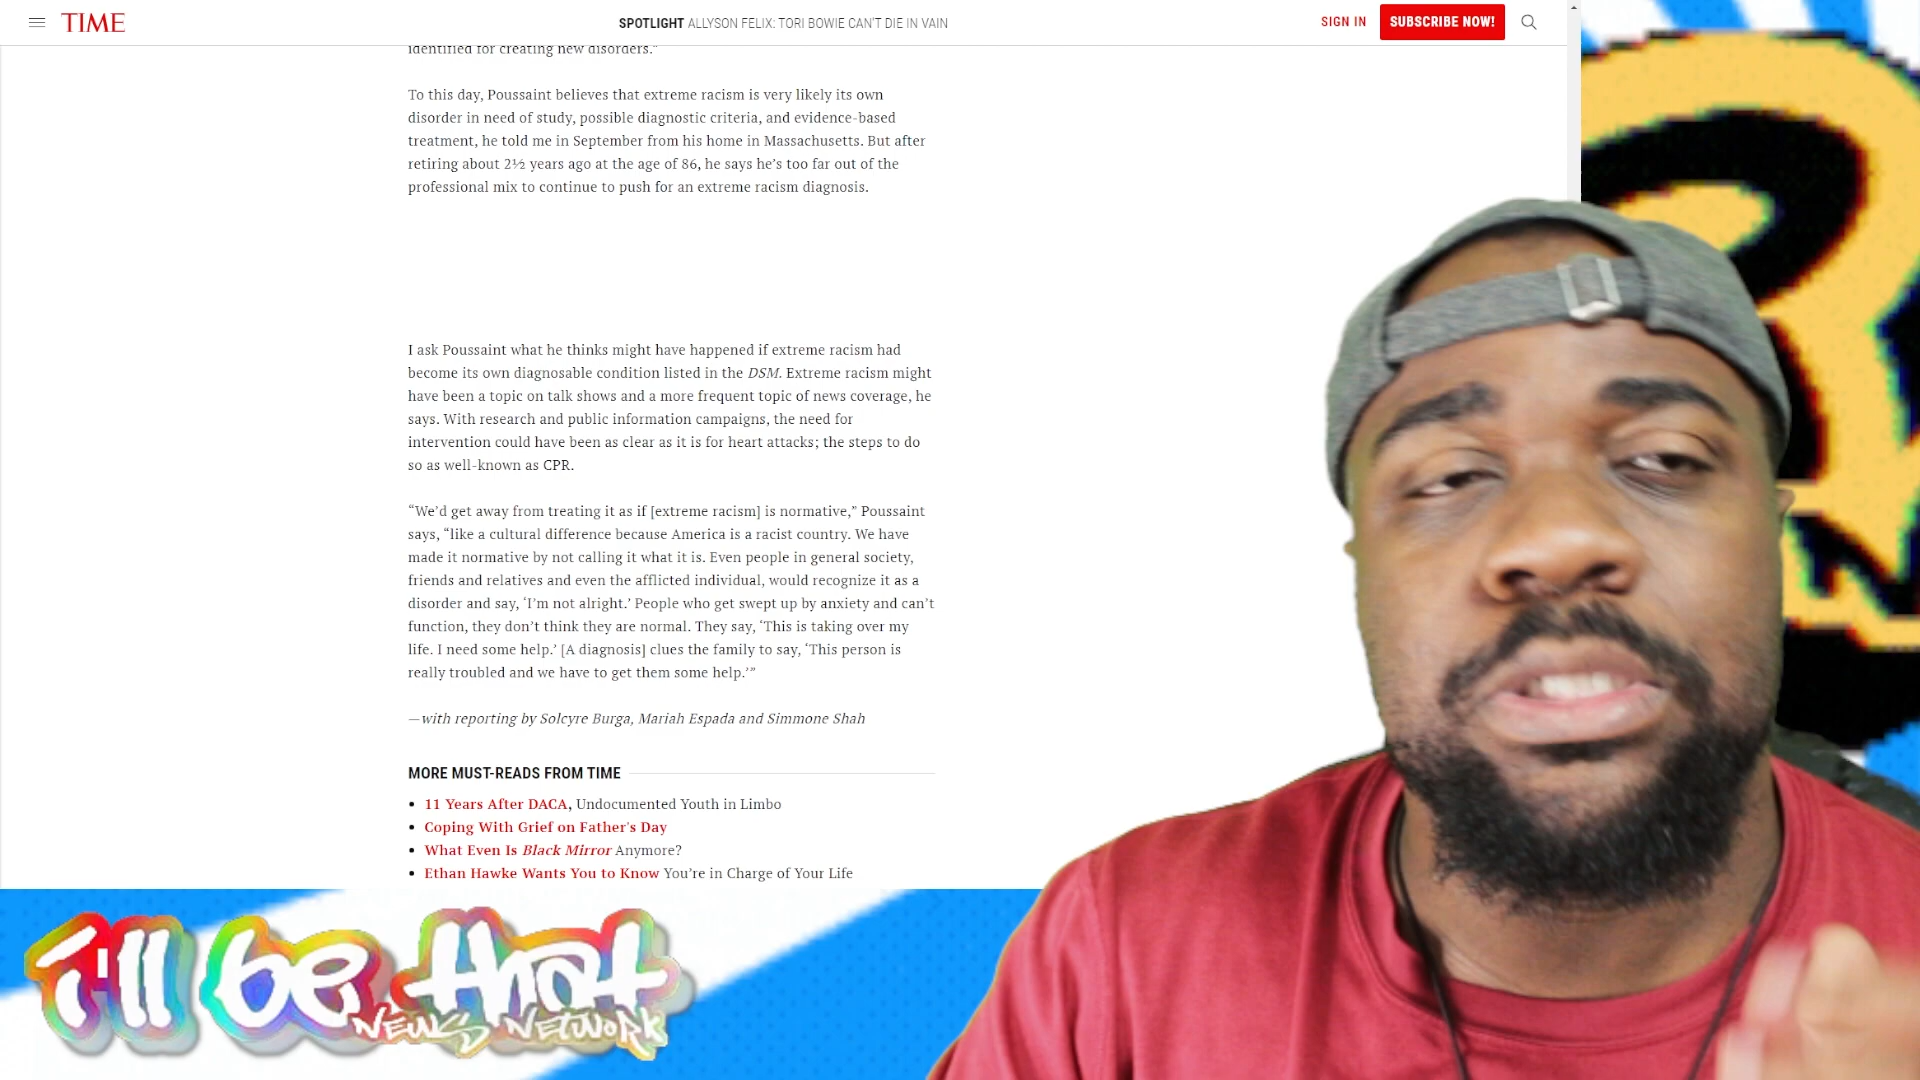 TIME
SPOTLIGHT ALLYSON FELIX: TORI BOWIE CAN'T DIE IN VAIN
SIGN IN
SUBSCRIBE NOW!
identified for creating new disorders.”
To this day, Poussaint believes that extreme racism is very likely its own
disorder in need of study, possible diagnostic criteria, and evidence-based
treatment, he told me in September from his home in Massachusetts. But after
retiring about 2½ years ago at the age of 86, he says he’s too far out of the
professional mix to continue to push for an extreme racism diagnosis.
I ask Poussaint what he thinks might have happened if extreme racism had
become its own diagnosable condition listed in the DSM. Extreme racism might
have been a topic on talk shows and a more frequent topic of news coverage, he
says. With research and public information campaigns, the need for
intervention could have been as clear as it is for heart attacks; the steps to do
so as well-known as CPR.
“We’d get away from treating it as if [extreme racism] is normative,” Poussaint
says, “like a cultural difference because America is a racist country. We have
made it normative by not calling it what it is. Even people in general society,
friends and relatives and even the afflicted individual, would recognize it as a
disorder and say, ‘I’m not alright.’ People who get swept up by anxiety and can’t
function, they don’t think they are normal. They say, ‘This is taking over my
life. I need some help.’ [A diagnosis] clues the family to say, ‘This person is
really troubled and we have to get them some help.’”
—with reporting by Solcyre Burga, Mariah Espada and Simmone Shah
MORE MUST-READS FROM TIME
11 Years After DACA, Undocumented Youth in Limbo
Coping With Grief on Father's Day
What Even Is Black Mirror Anymore?
Ethan Hawke Wants You to Know You’re in Charge of Your Life
i'll be that
NEWS NETWORK